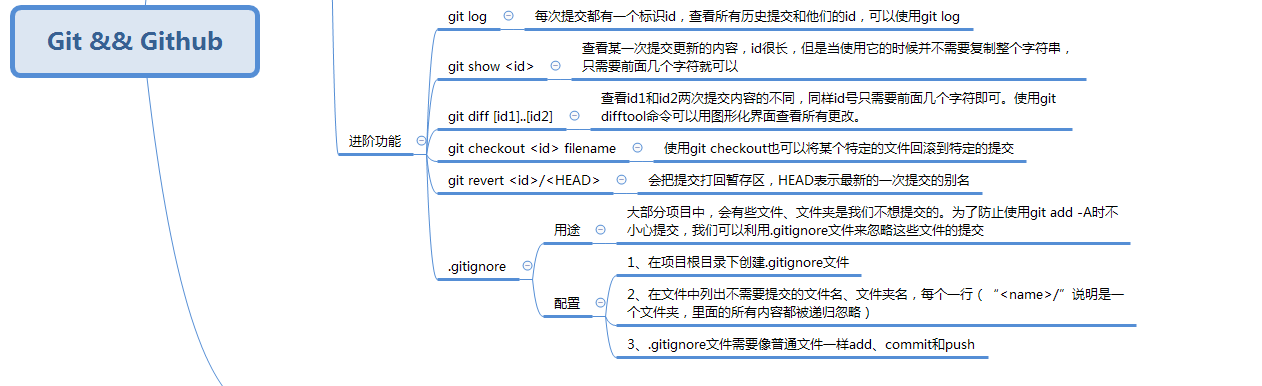 Git && Github
进阶功能
git log
每次提交都有一个标识id，查看所有历史提交和他们的id，可以使用git log
git show <id>
查看某一次提交更新的内容，id很长，但是当使用它的时候并不需要复制整个字符串，
只需要前面几个字符就可以
git diff [id1]..[id2]
查看id1和id2两次提交内容的不同，同样id号只需要前面几个字符即可。使用git
difftool命令可以用图形化界面查看所有更改。
git checkout <id> filename
使用git checkout也可以将某个特定的文件回滚到特定的提交
git revert <id>/<HEAD>
会把提交打回暂存区，HEAD表示最新的一次提交的别名
.gitignore
用途
大部分项目中，会有些文件、文件夹是我们不想提交的。为了防止使用git add -A时不
小心提交，我们可以利用.gitignore文件来忽略这些文件的提交
配置
1、在项目根目录下创建.gitignore文件
2、在文件中列出不需要提交的文件名、文件夹名，每个一行（“<name>/”说明是一
个文件夹，里面的所有内容都被递归忽略）
3、.gitignore文件需要像普通文件一样add、commit和push